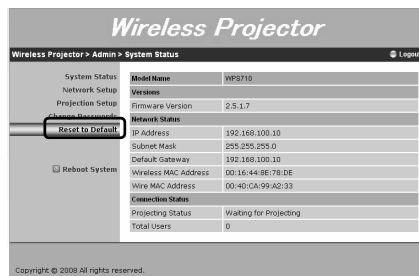 Wireless Projector
Wireless Projector > Admin > System Status Logout
System Status
Network Setup
Projection Setup
Change Passwords
Reset to Default
Reboot System
Model Name WPS710
Versions
Firmware Version 2.5.1.7
Network Status
IP Address 192.168.100.10
Subnet Mask 255.255.255.0
Default Gateway 192.168.100.10
Wireless MAC Address 00:16:44:8E:78:DE
Wire MAC Address 00:40:CA:99:A2:33
Connection Status
Projecting Status Waiting for Projecting
Total Users 0
Copyright © 2008 All rights reserved.